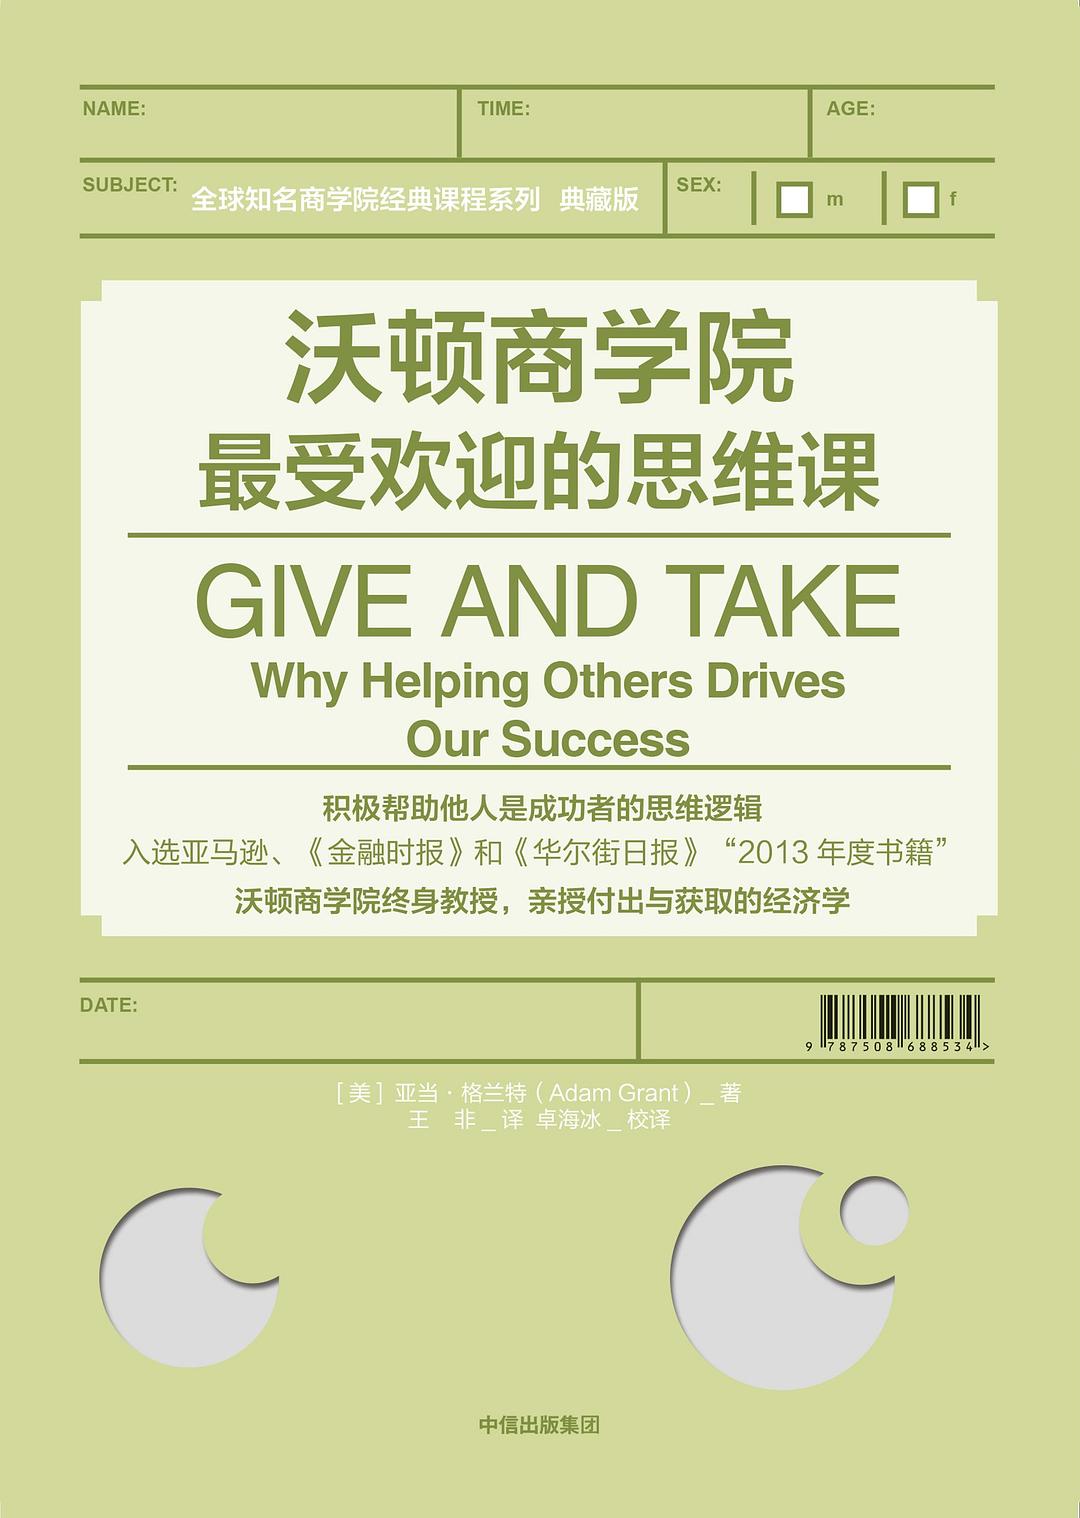 NAME: TIME: AGE:
SUBJECT: 全球知名商学院经典课程系列 典藏版 SEX: m f
沃顿商学院
最受欢迎的思维课
GIVE AND TAKE
Why Helping Others Drives
Our Success
积极帮助他人是成功者的思维逻辑
入选亚马逊、《金融时报》和《华尔街日报》“2013 年度书籍”
沃顿商学院终身教授，亲授付出与获取的经济学
DATE:
9 787508 688534 >
［美］亚当·格兰特（Adam Grant）_ 著
王 非 _ 译 卓海冰 _ 校译
中信出版集团